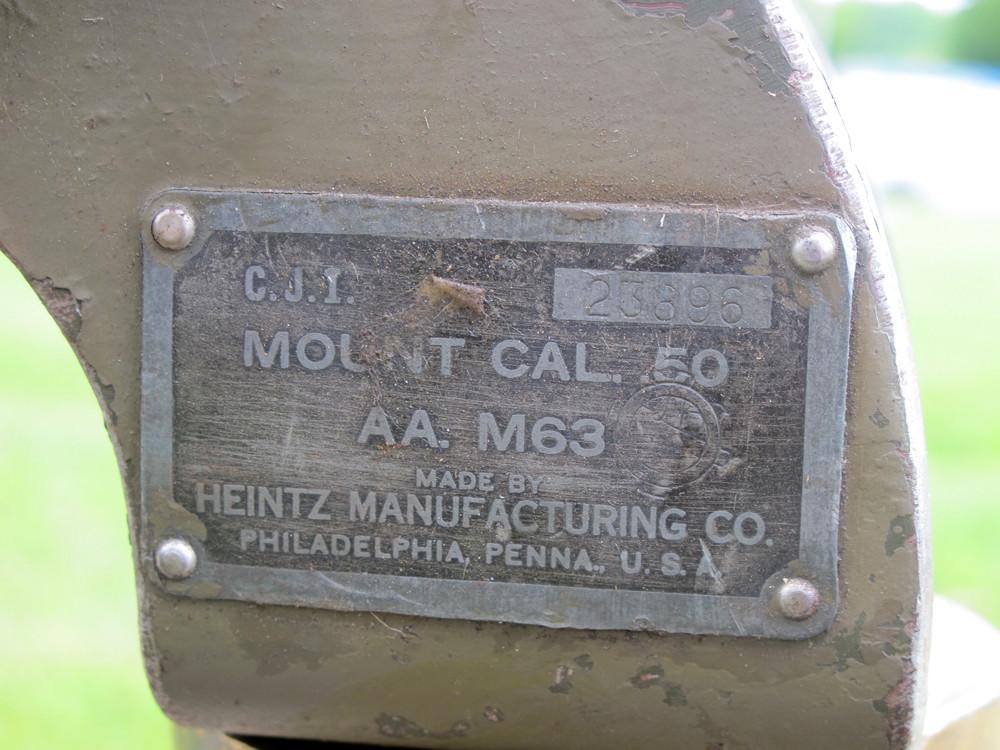 C.J.I. 23896
MOUNT CAL. .50
AA. M63
MADE BY
HEINTZ MANUFACTURING CO.
PHILADELPHIA, PENNA., U.S.A.